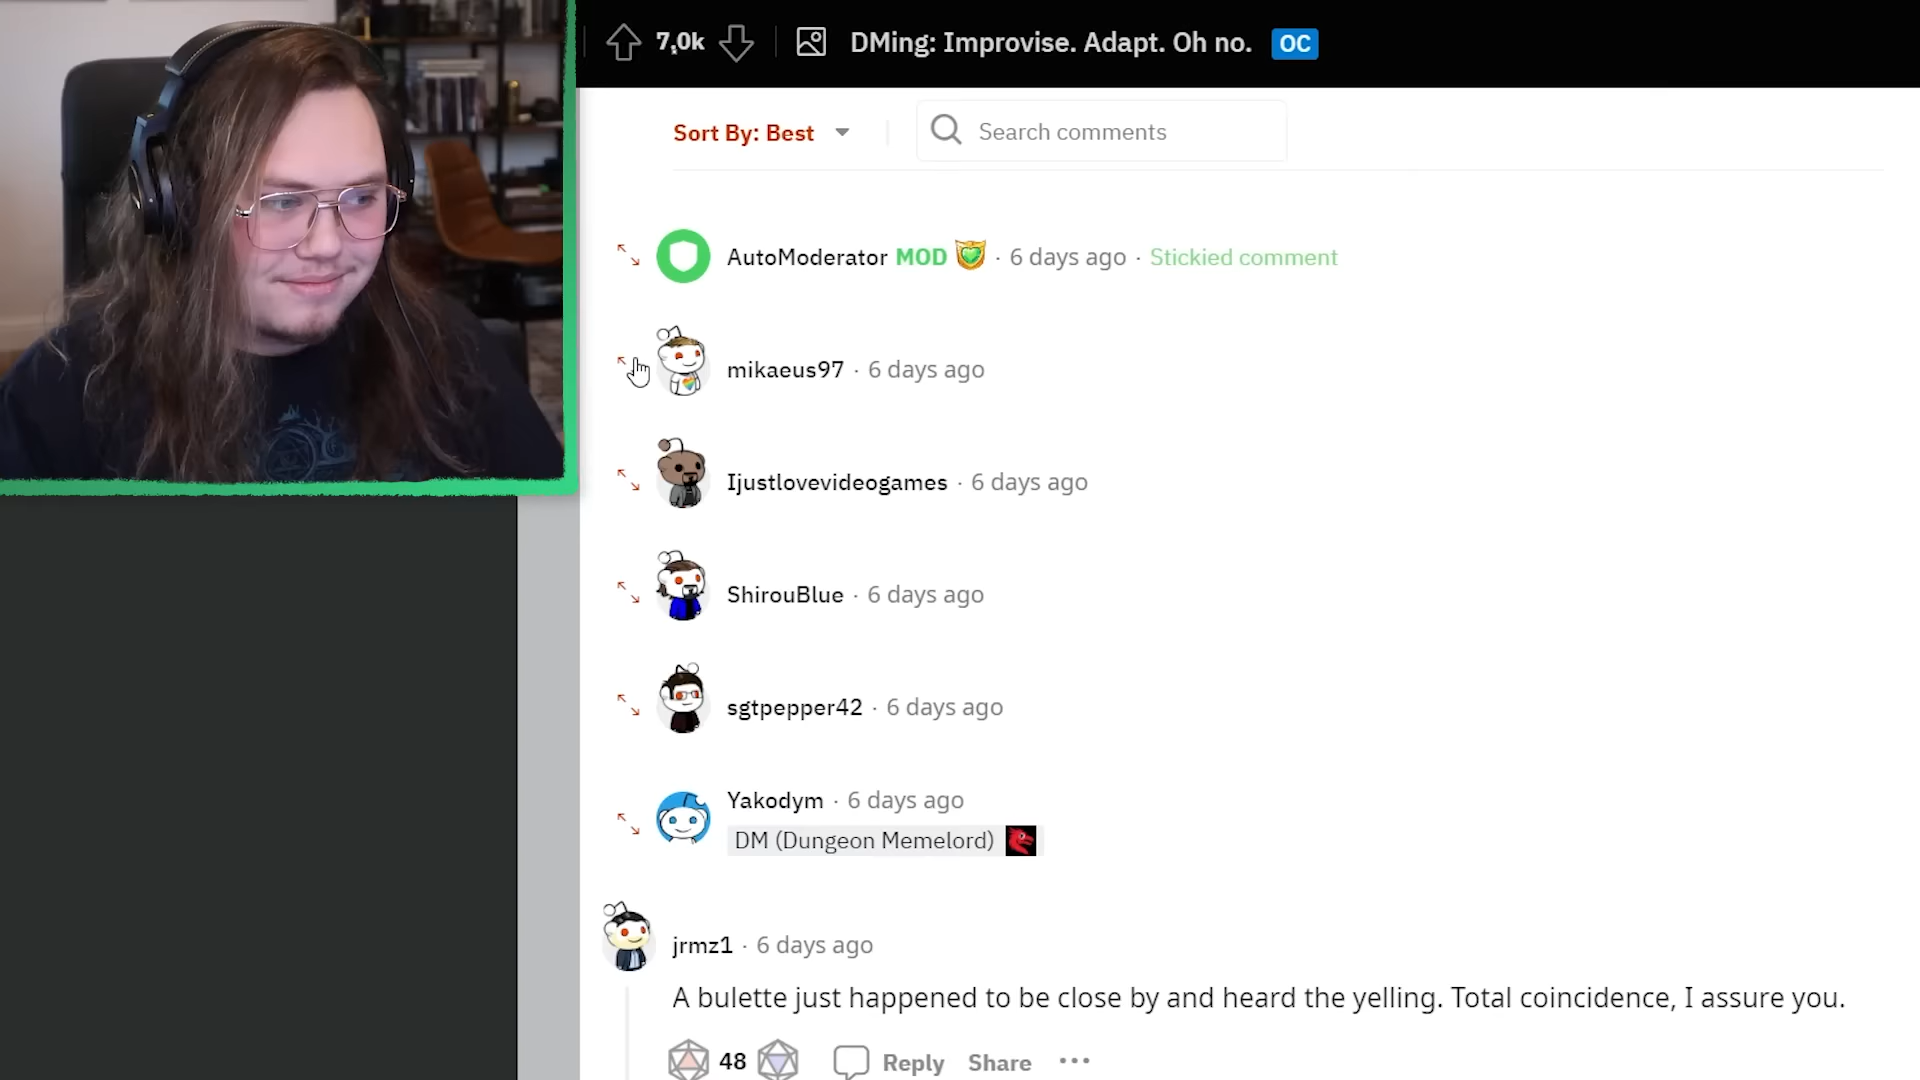 7,0k DMing: Improvise. Adapt. Oh no. OC
Sort By: Best Search comments
AutoModerator MOD · 6 days ago · Stickied comment
mikaeus97 · 6 days ago
Ijustlovevideogames · 6 days ago
ShirouBlue · 6 days ago
sgtpepper42 · 6 days ago
Yakodym · 6 days ago
DM (Dungeon Memelord)
jrmz1 · 6 days ago
A bulette just happened to be close by and heard the yelling. Total coincidence, I assure you.
48 Reply Share ···